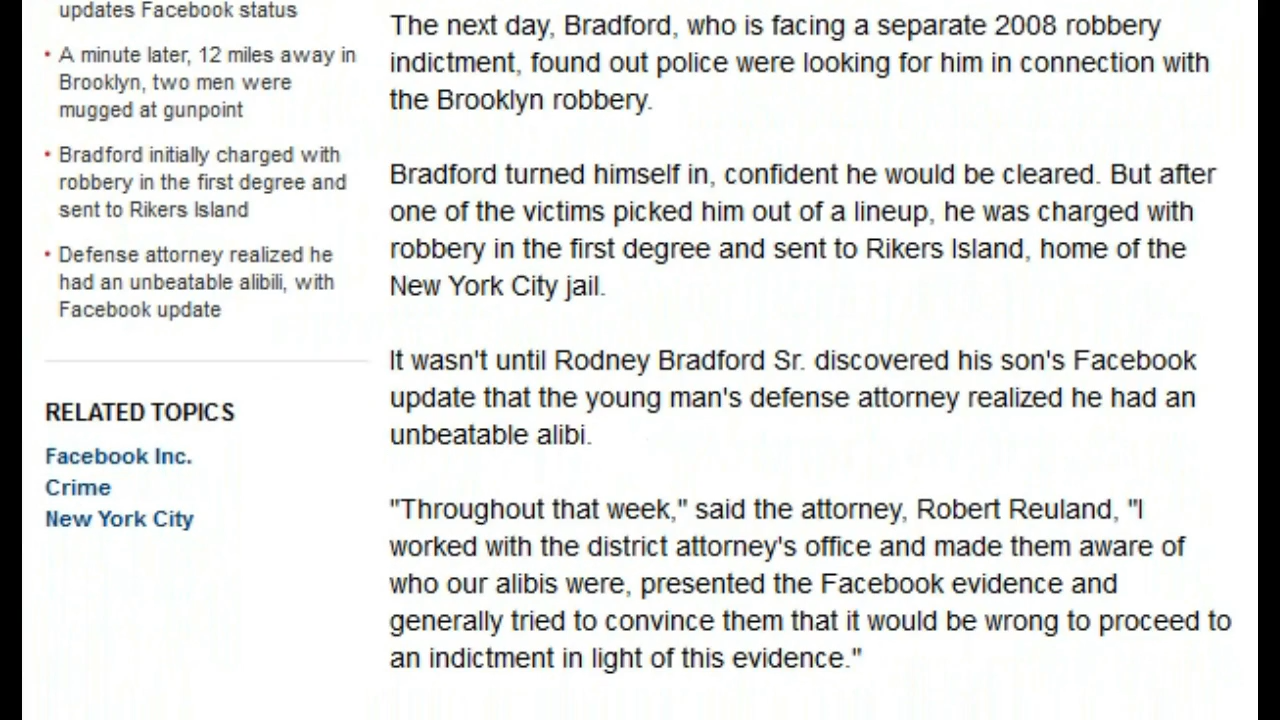 updates Facebook status
• A minute later, 12 miles away in
Brooklyn, two men were
mugged at gunpoint
• Bradford initially charged with
robbery in the first degree and
sent to Rikers Island
• Defense attorney realized he
had an unbeatable alibili, with
Facebook update
RELATED TOPICS
Facebook Inc.
Crime
New York City
The next day, Bradford, who is facing a separate 2008 robbery
indictment, found out police were looking for him in connection with
the Brooklyn robbery.
Bradford turned himself in, confident he would be cleared. But after
one of the victims picked him out of a lineup, he was charged with
robbery in the first degree and sent to Rikers Island, home of the
New York City jail.
It wasn't until Rodney Bradford Sr. discovered his son's Facebook
update that the young man's defense attorney realized he had an
unbeatable alibi.
"Throughout that week," said the attorney, Robert Reuland, "I
worked with the district attorney's office and made them aware of
who our alibis were, presented the Facebook evidence and
generally tried to convince them that it would be wrong to proceed to
an indictment in light of this evidence."